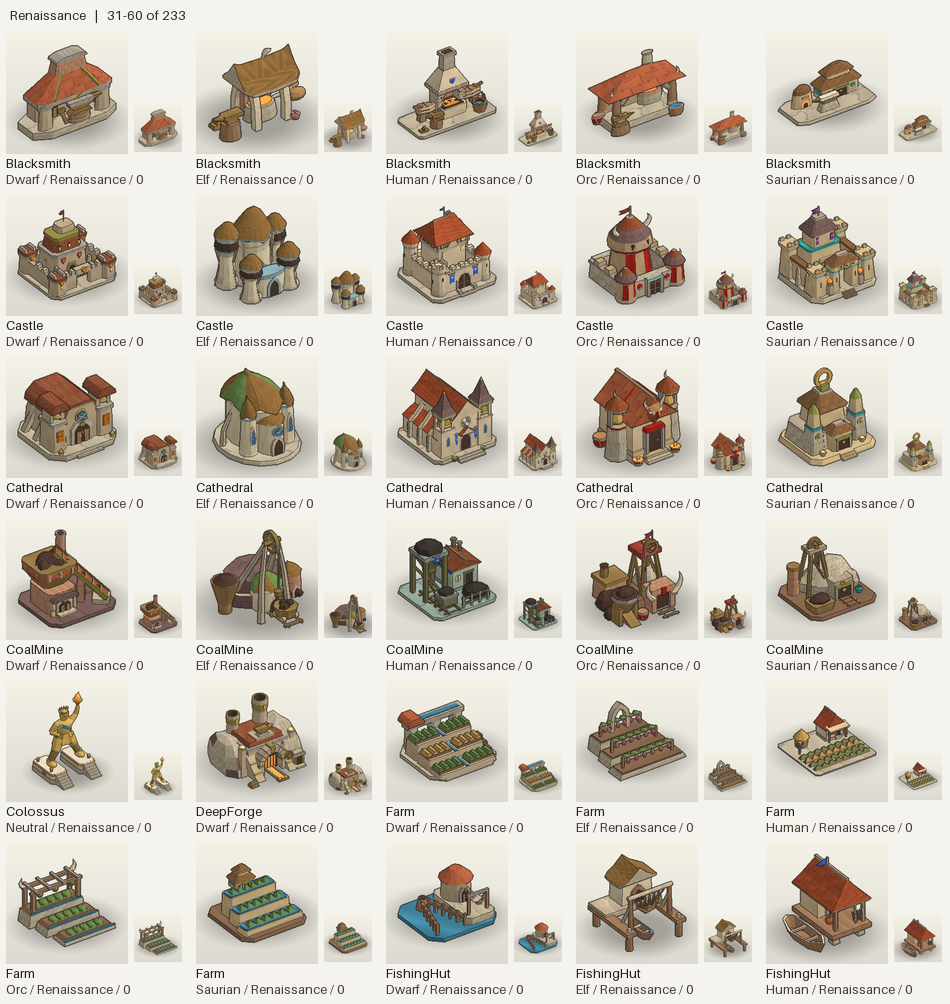 Renaissance | 31-60 of 233
Blacksmith
Dwarf / Renaissance / 0
Blacksmith
Elf / Renaissance / 0
Blacksmith
Human / Renaissance / 0
Blacksmith
Orc / Renaissance / 0
Blacksmith
Saurian / Renaissance / 0
Castle
Dwarf / Renaissance / 0
Castle
Elf / Renaissance / 0
Castle
Human / Renaissance / 0
Castle
Orc / Renaissance / 0
Castle
Saurian / Renaissance / 0
Cathedral
Dwarf / Renaissance / 0
Cathedral
Elf / Renaissance / 0
Cathedral
Human / Renaissance / 0
Cathedral
Orc / Renaissance / 0
Cathedral
Saurian / Renaissance / 0
CoalMine
Dwarf / Renaissance / 0
CoalMine
Elf / Renaissance / 0
CoalMine
Human / Renaissance / 0
CoalMine
Orc / Renaissance / 0
CoalMine
Saurian / Renaissance / 0
Colossus
Neutral / Renaissance / 0
DeepForge
Dwarf / Renaissance / 0
Farm
Dwarf / Renaissance / 0
Farm
Elf / Renaissance / 0
Farm
Human / Renaissance / 0
Farm
Orc / Renaissance / 0
Farm
Saurian / Renaissance / 0
FishingHut
Dwarf / Renaissance / 0
FishingHut
Elf / Renaissance / 0
FishingHut
Human / Renaissance / 0